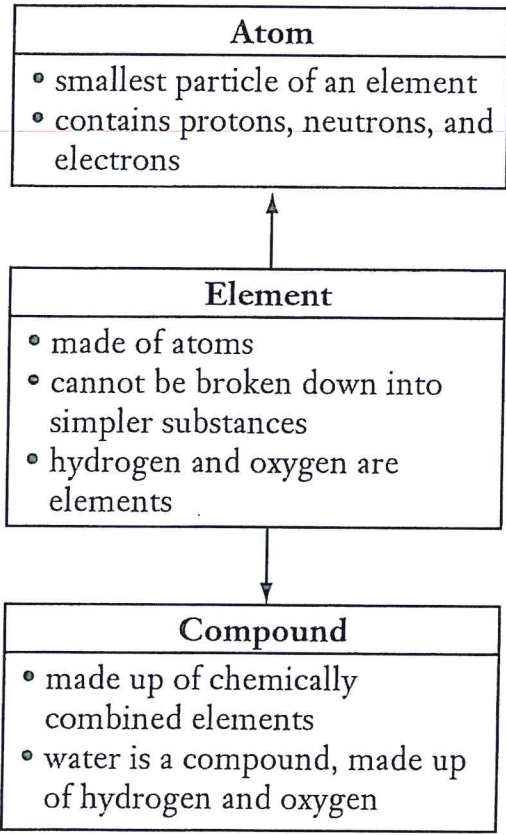 Atom
• smallest particle of an element
• contains protons, neutrons, and
electrons
Element
• made of atoms
• cannot be broken down into
simpler substances
• hydrogen and oxygen are
elements
Compound
• made up of chemically
combined elements
• water is a compound, made up
of hydrogen and oxygen